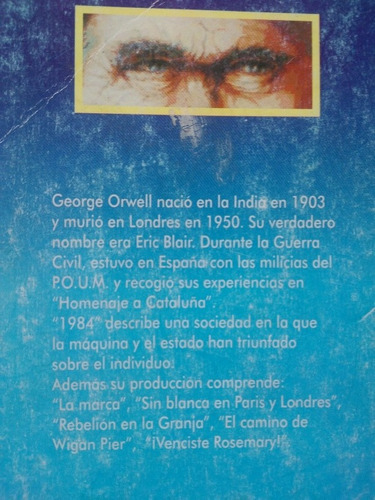 George Orwell nació en la India en 1903
y murió en Londres en 1950. Su verdadero
nombre era Eric Blair. Durante la Guerra
Civil, estuvo en España con las milicias del
P.O.U.M. y recogió sus experiencias en
“Homenaje a Cataluña”.
“1984” describe una sociedad en la que
la máquina y el estado han triunfado
sobre el individuo.
Además su producción comprende:
“La marca”, “Sin blanca en Paris y Londres”,
“Rebelión en la Granja”, “El camino de
Wigan Pier”, “¡Venciste Rosemary!”.